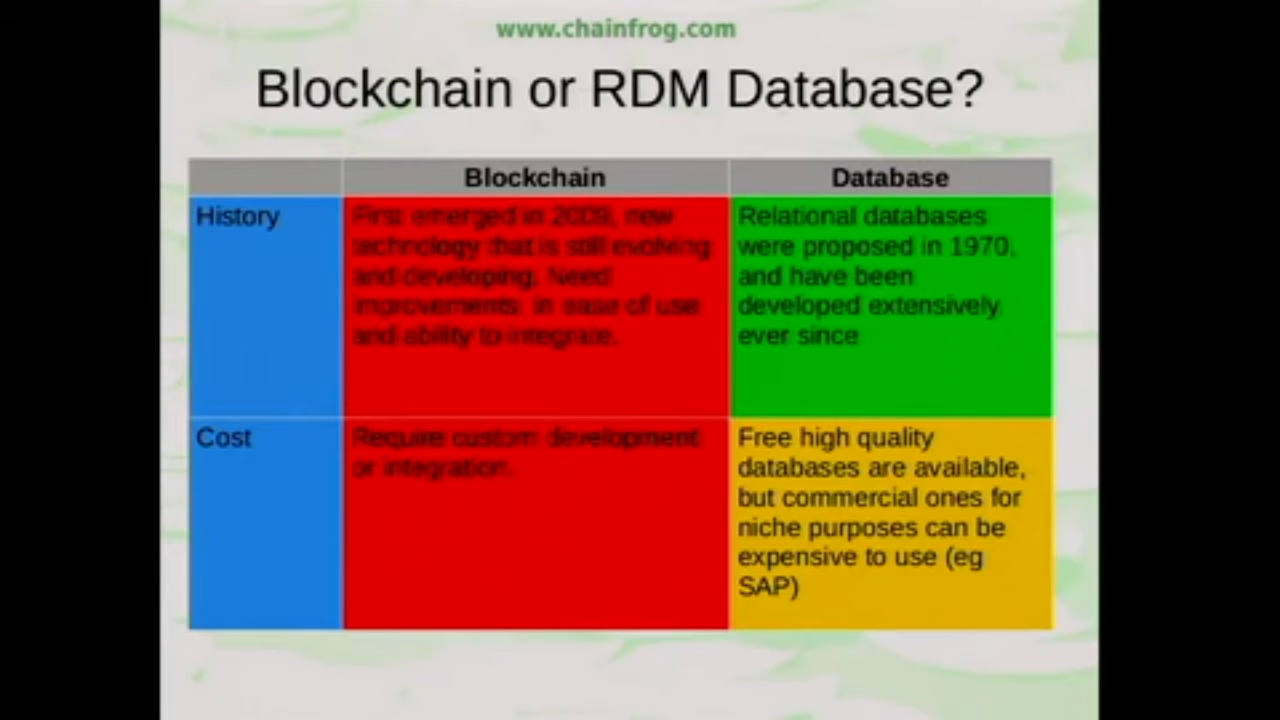 www.chainfrog.com
Blockchain or RDM Database?
Blockchain
Database
History
First emerged in 2009, new
technology that is still evolving
and developing. Need
improvements in ease of use
and ability to integrate.
Relational databases
were proposed in 1970,
and have been
developed extensively
ever since
Cost
Require custom development
or integration.
Free high quality
databases are available,
but commercial ones for
niche purposes can be
expensive to use (eg
SAP)